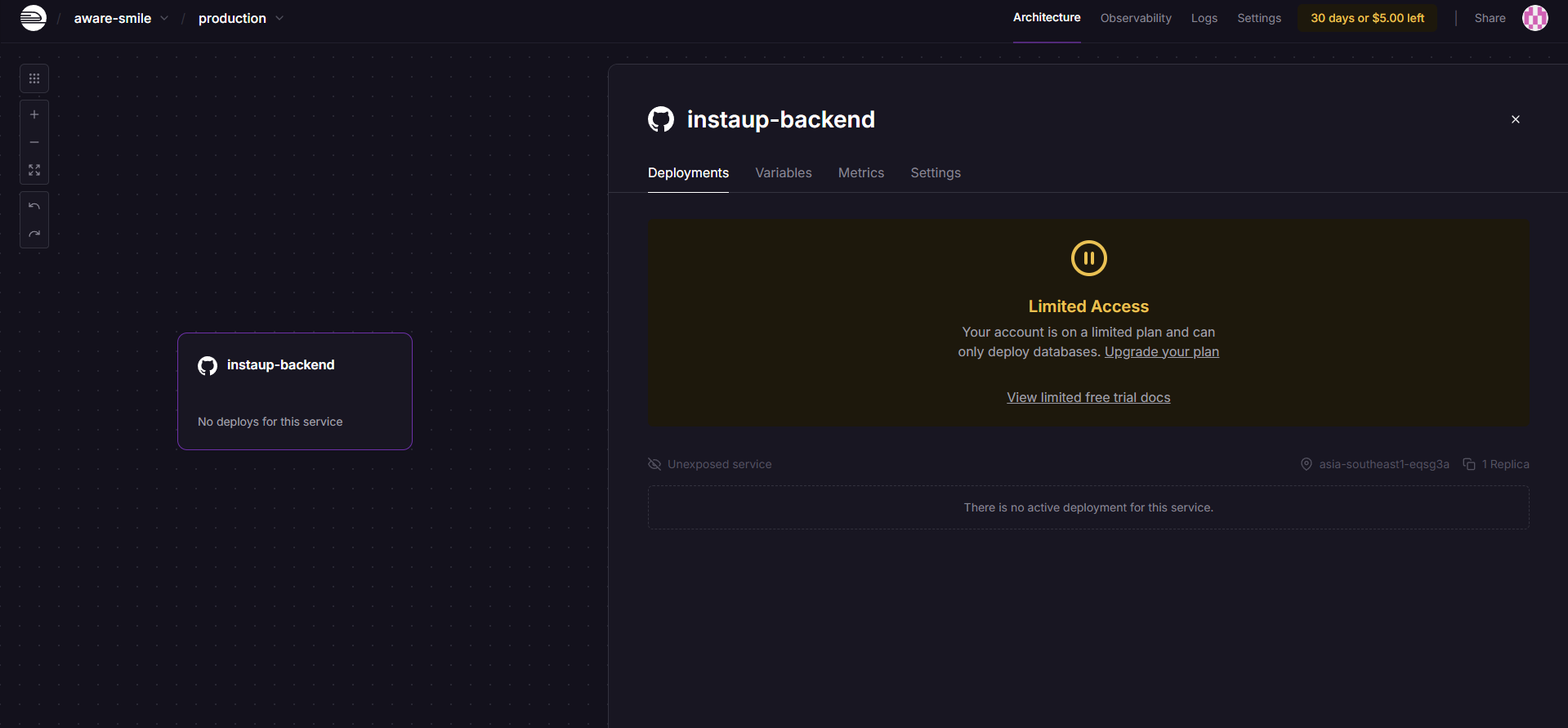 / aware-smile / production
Architecture Observability Logs Settings 30 days or $5.00 left Share
instaup-backend
No deploys for this service
instaup-backend
Deployments Variables Metrics Settings
Limited Access
Your account is on a limited plan and can
only deploy databases. Upgrade your plan
View limited free trial docs
Unexposed service asia-southeast1-eqsg3a 1 Replica
There is no active deployment for this service.